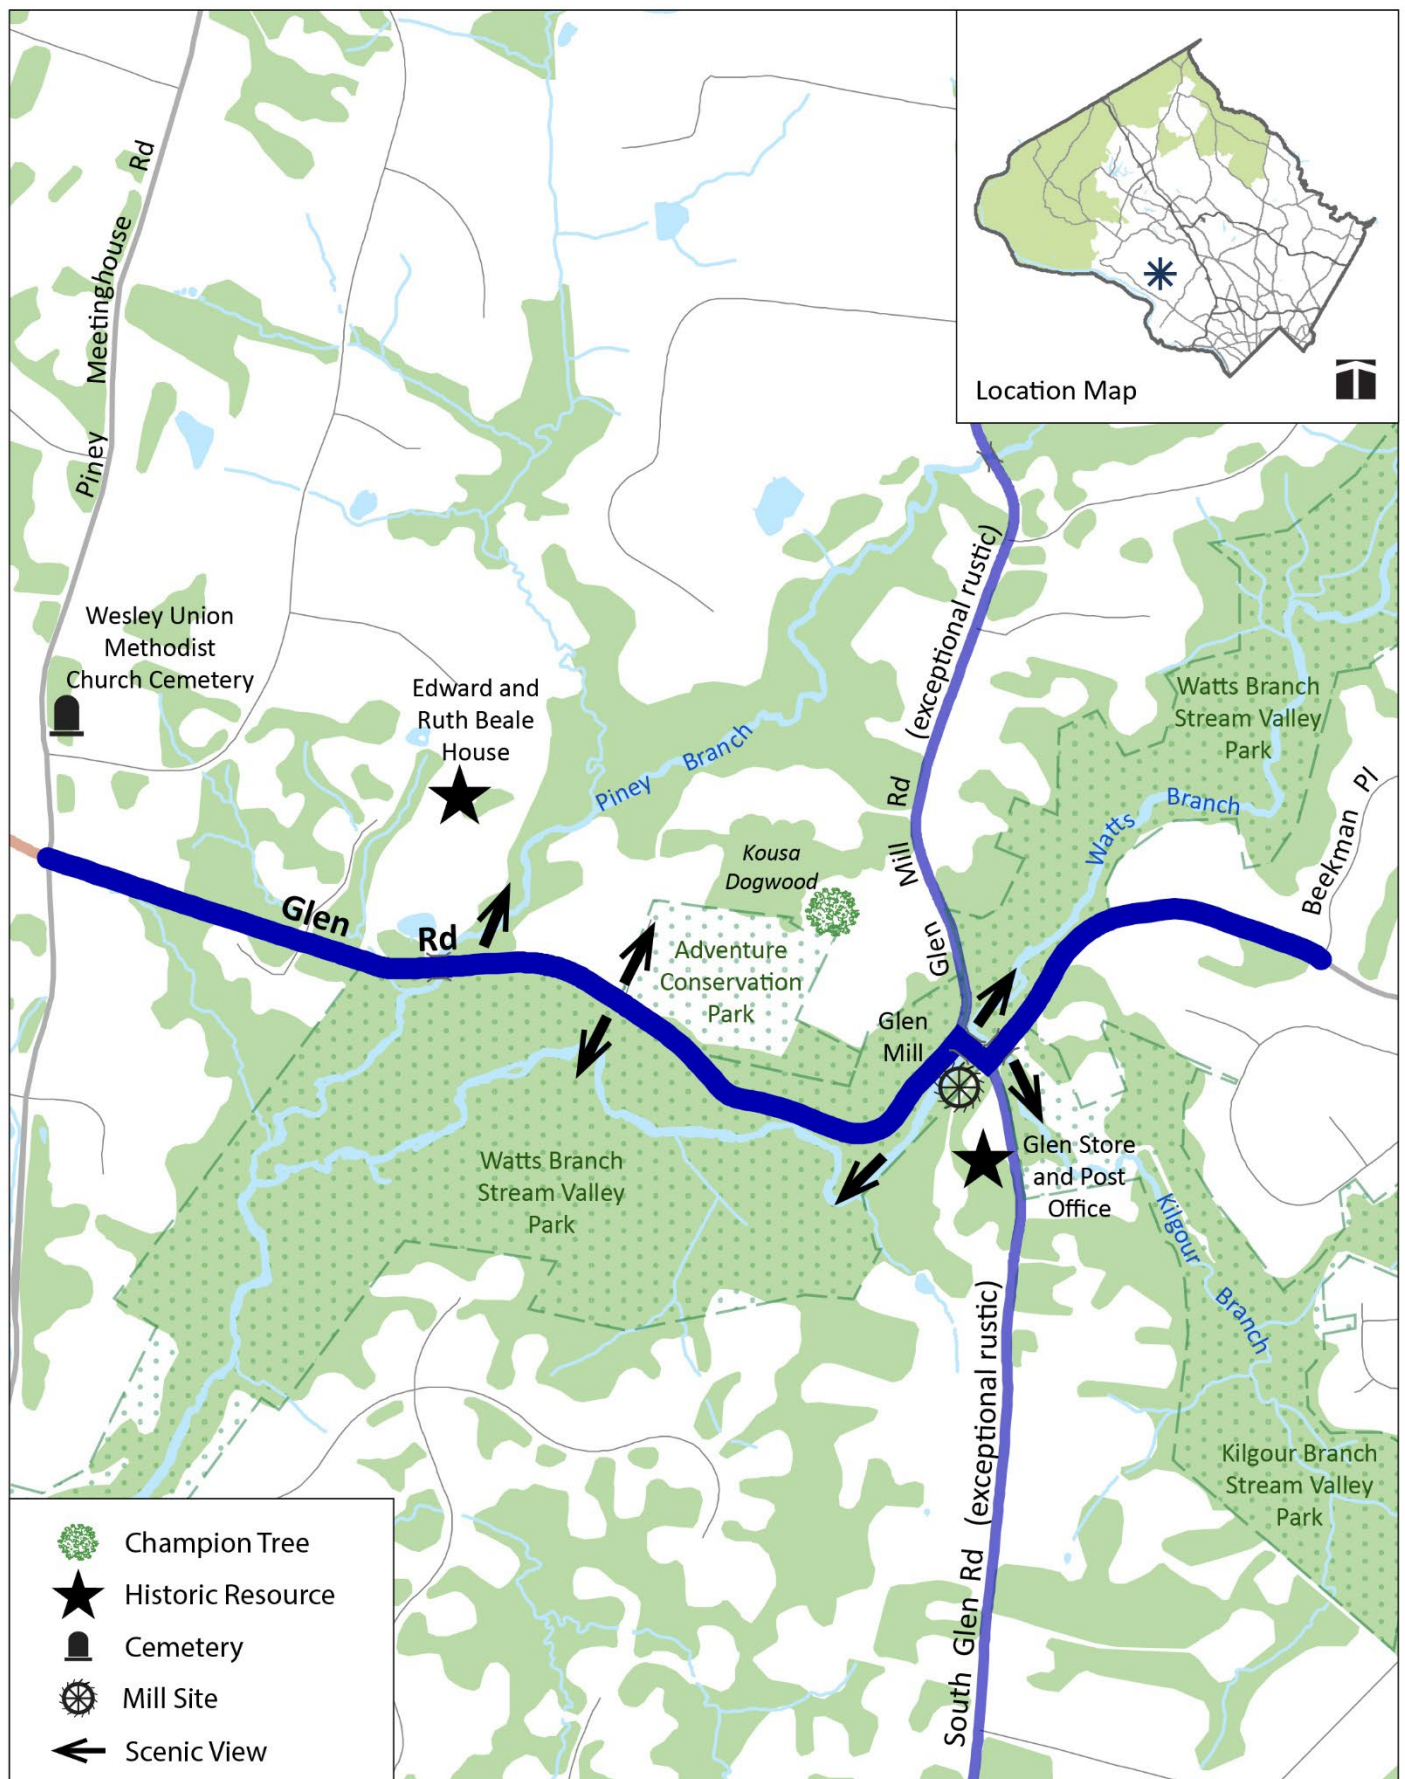 Location Map
Piney Meetinghouse Rd
Wesley Union
Methodist
Church Cemetery
Edward and
Ruth Beale
House
Piney Branch
Glen Mill Rd (exceptional rustic)
Watts Branch
Stream Valley
Park
Watts Branch
Beekman Pl
Kousa
Dogwood
Glen Rd
Adventure
Conservation
Park
Glen
Mill
Glen Store
and Post
Office
Watts Branch
Stream Valley
Park
Kilgour Branch
South Glen Rd (exceptional rustic)
Kilgour Branch
Stream Valley
Park
Champion Tree
Historic Resource
Cemetery
Mill Site
Scenic View